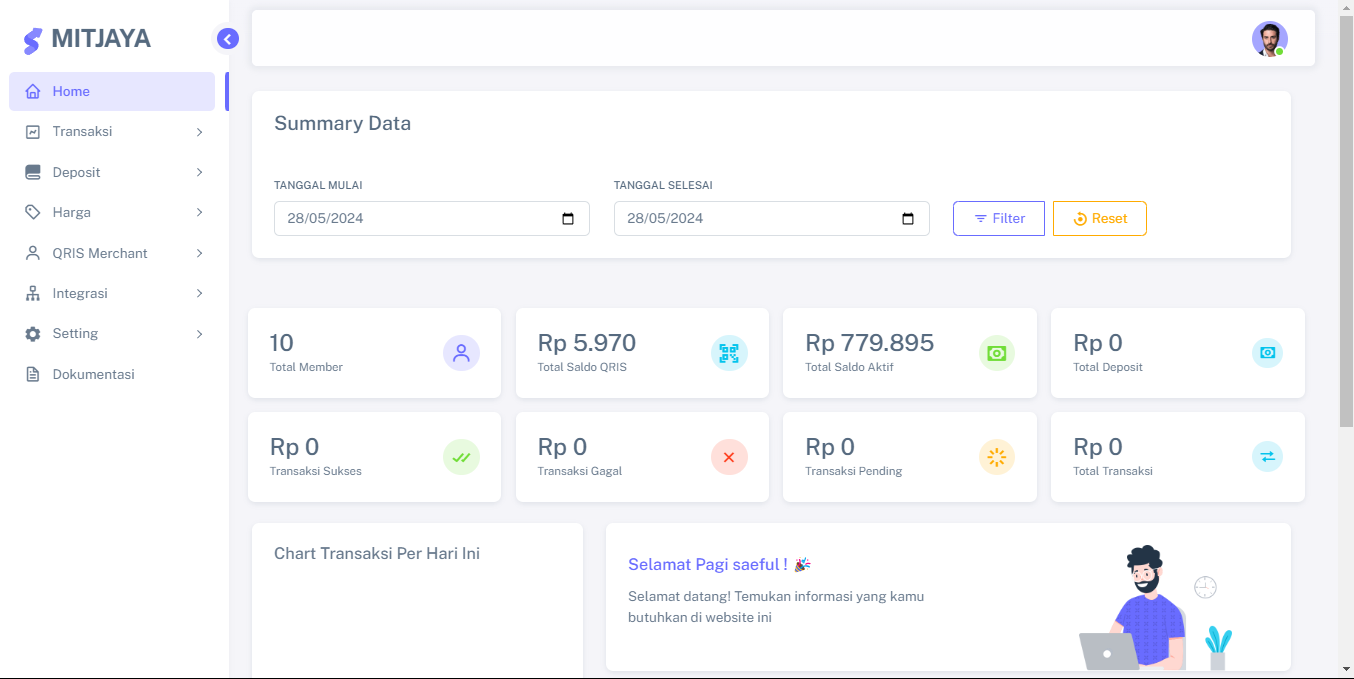 MITJAYA
Home
Transaksi
Deposit
Harga
QRIS Merchant
Integrasi
Setting
Dokumentasi
Summary Data
TANGGAL MULAI
28/05/2024
TANGGAL SELESAI
28/05/2024
Filter
Reset
10
Total Member
Rp 5.970
Total Saldo QRIS
Rp 779.895
Total Saldo Aktif
Rp 0
Total Deposit
Rp 0
Transaksi Sukses
Rp 0
Transaksi Gagal
Rp 0
Transaksi Pending
Rp 0
Total Transaksi
Chart Transaksi Per Hari Ini
Selamat Pagi saeful ! 🎉
Selamat datang! Temukan informasi yang kamu
butuhkan di website ini